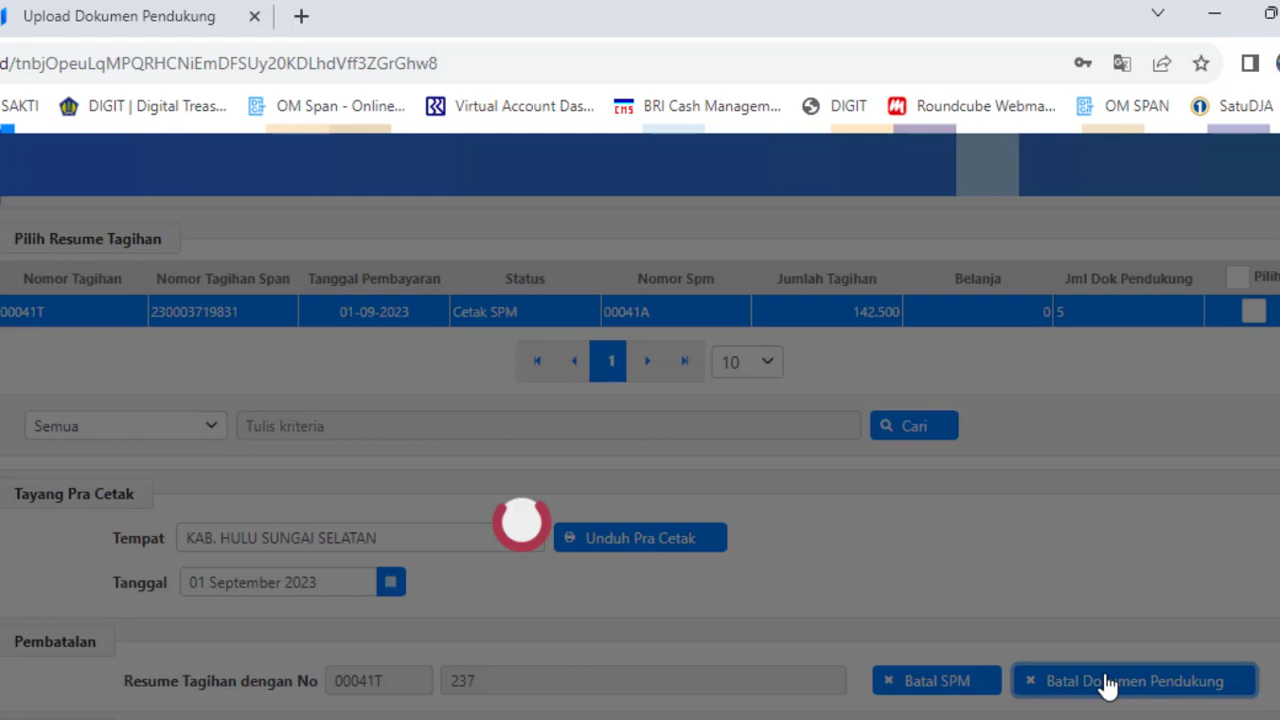 Upload Dokumen Pendukung
d/tnbjOpeuLqMPQRHCNiEmDFSUy20KDLhdVff3ZGrGhw8
SAKTI DIGIT | Digital Treas... OM Span - Online... Virtual Account Das... CMS BRI Cash Managem... DIGIT Roundcube Webma... OM SPAN SatuDJA
Pilih Resume Tagihan
Nomor Tagihan Nomor Tagihan Span Tanggal Pembayaran Status Nomor Spm Jumlah Tagihan Belanja Jml Dok Pendukung Pilih
00041T 230003719831 01-09-2023 Cetak SPM 00041A 142.500 0 5
1 10
Semua Tulis kriteria Cari
Tayang Pra Cetak
Tempat KAB. HULU SUNGAI SELATAN Unduh Pra Cetak
Tanggal 01 September 2023
Pembatalan
Resume Tagihan dengan No 00041T 237 Batal SPM Batal Dokumen Pendukung